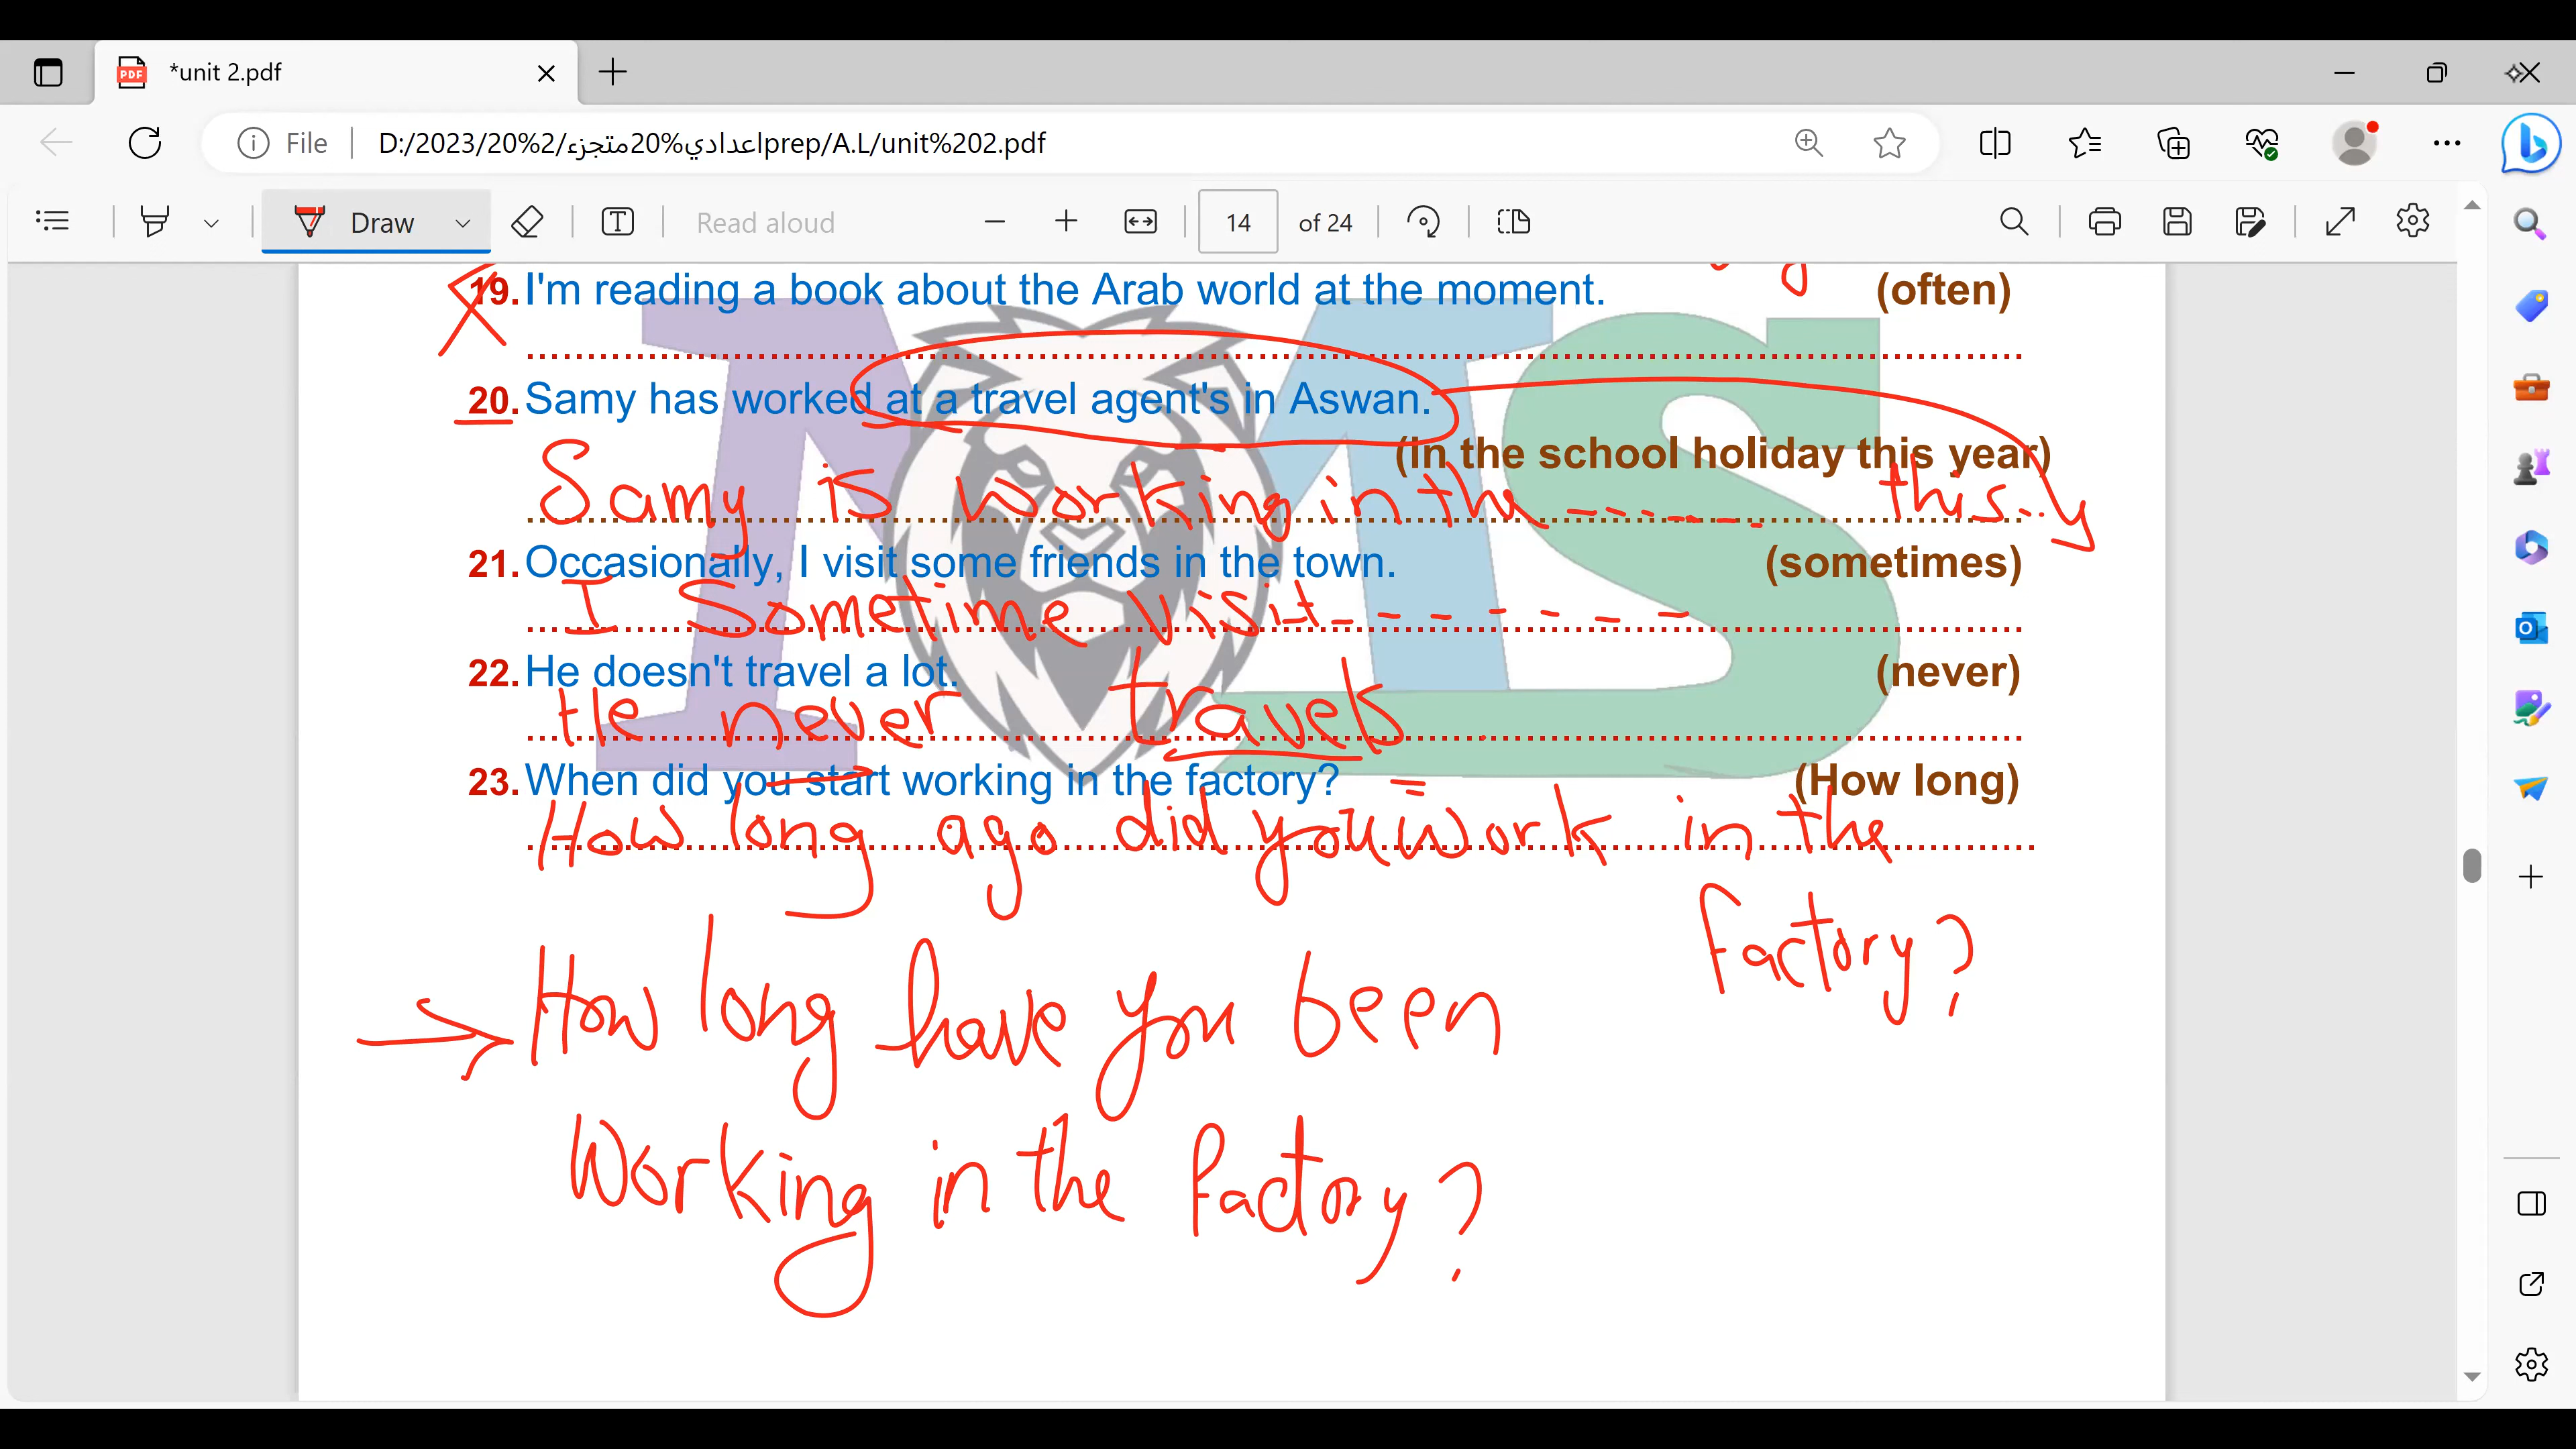 *unit 2.pdf
File D:/2023/20%2/اعدادي%20متجزءprep/A.L/unit%202.pdf
Draw Read aloud 14 of 24
19. I'm reading a book about the Arab world at the moment. (often)
20. Samy has worked at a travel agent's in Aswan.
(In the school holiday this year)
Samy is working in the ------ this..y
21. Occasionally, I visit some friends in the town. (sometimes)
I Sometime visit- - - - - - -
22. He doesn't travel a lot. (never)
He never travels
23. When did you start working in the factory? (How long)
How long ago did you work in the
factory?
How long have you been
working in the factory?